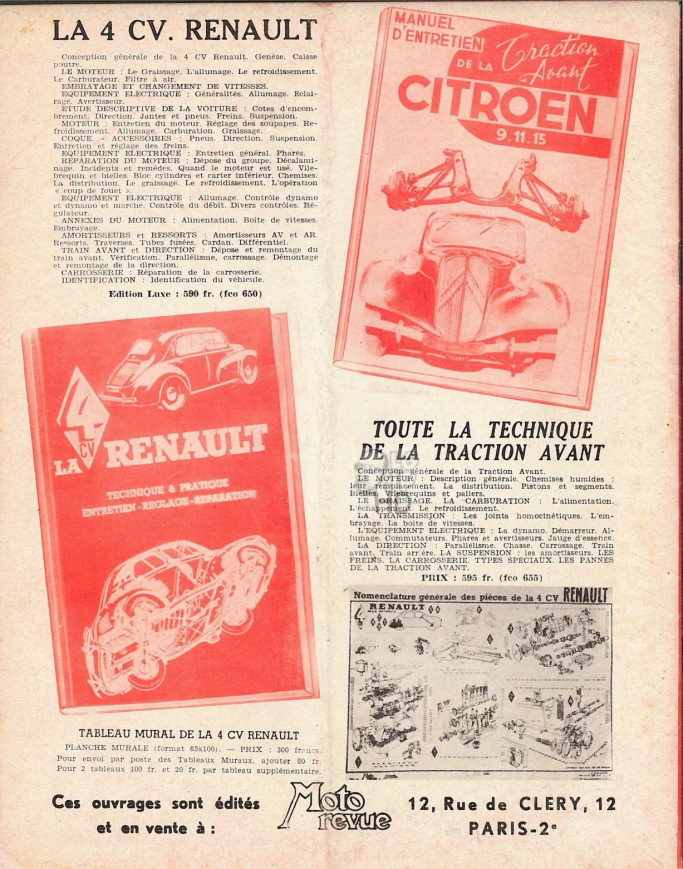 LA 4 CV. RENAULT
Conception générale de la 4 CV Renault. Genèse. Caisse
poutre.
LE MOTEUR : Le Graissage. L'allumage. Le refroidissement.
Le Carburateur. Filtre à air.
EMBRAYAGE ET CHANGEMENT DE VITESSES.
EQUIPEMENT ELECTRIQUE : Généralités. Allumage. Eclai-
rage. Avertisseur.
ETUDE DESCRIPTIVE DE LA VOITURE : Cotes d'encom-
brement. Direction. Jantes et pneus. Freins. Suspension.
MOTEUR : Entretien du moteur. Réglage des soupapes. Re-
froidissement. Allumage. Carburation. Graissage.
COQUE - ACCESSOIRES : Pneus. Direction. Suspension.
Entretien et réglage des freins.
EQUIPEMENT ELECTRIQUE : Entretien général. Phares.
REPARATION DU MOTEUR : Dépose du groupe. Décalami-
nage. Incidents et remèdes. Quand le moteur est usé. Vile-
brequin et bielles. Bloc cylindres et carter inférieur. Chemises.
La distribution. Le graissage. Le refroidissement. L'opération
« coup de fouet ».
EQUIPEMENT ELECTRIQUE : Allumage. Contrôle dynamo
et dynamo et marche. Contrôle du débit. Divers contrôles. Ré-
gulateur.
ANNEXES DU MOTEUR : Alimentation. Boîte de vitesses.
Embrayage.
AMORTISSEURS et RESSORTS : Amortisseurs AV et AR.
Ressorts. Traverses. Tubes fusées. Cardan. Différentiel.
TRAIN AVANT et DIRECTION : Dépose et remontage du
train avant. Vérification. Parallélisme, carrossage. Démontage
et remontage de la direction.
CARROSSERIE : Réparation de la carrosserie.
IDENTIFICATION : Identification du véhicule.
Edition Luxe : 590 fr. (fco 650)
MANUEL
D'ENTRETIEN
DE LA Traction
Avant
CITROEN
9.11.15
4
CV
LA RENAULT
TECHNIQUE & PRATIQUE
ENTRETIEN - REGLAGE - REPARATION
TOUTE LA TECHNIQUE
DE LA TRACTION AVANT
Conception générale de la Traction Avant.
LE MOTEUR : Description générale. Chemises humides :
leur remplacement. La distribution. Pistons et segments.
Bielles. Vilebrequins et paliers.
LE GRAISSAGE. LA CARBURATION : L'alimentation.
L'échappement. Le refroidissement.
LA TRANSMISSION : Les joints homocinétiques. L'em-
brayage. La boîte de vitesses.
L'EQUIPEMENT ELECTRIQUE : La dynamo. Démarreur. Al-
lumage. Commutateurs. Phares et avertisseurs. Jauge d'essence.
LA DIRECTION : Parallélisme. Chasse. Carrossage. Train
avant. Train arrière. LA SUSPENSION : les amortisseurs. LES
FREINS. LA CARROSSERIE. TYPES SPECIAUX. LES PANNES
DE LA TRACTION AVANT.
PRIX : 595 fr. (fco 655)
Nomenclature générale des pièces de la 4 CV RENAULT
RENAULT
TABLEAU MURAL DE LA 4 CV RENAULT
PLANCHE MURALE (format 65x100). — PRIX : 300 francs.
Pour envoi par poste des Tableaux Muraux, ajouter 80 fr.
Pour 2 tableaux 100 fr. et 20 fr. par tableau supplémentaire.
Ces ouvrages sont édités
et en vente à :
Moto
revue
12, Rue de CLERY, 12
PARIS-2e